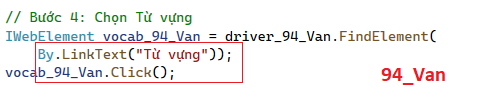 // Bước 4: Chọn Từ vựng
IWebElement vocab_94_Van = driver_94_Van.FindElement(
By.LinkText("Từ vựng"));
vocab_94_Van.Click();
94_Van